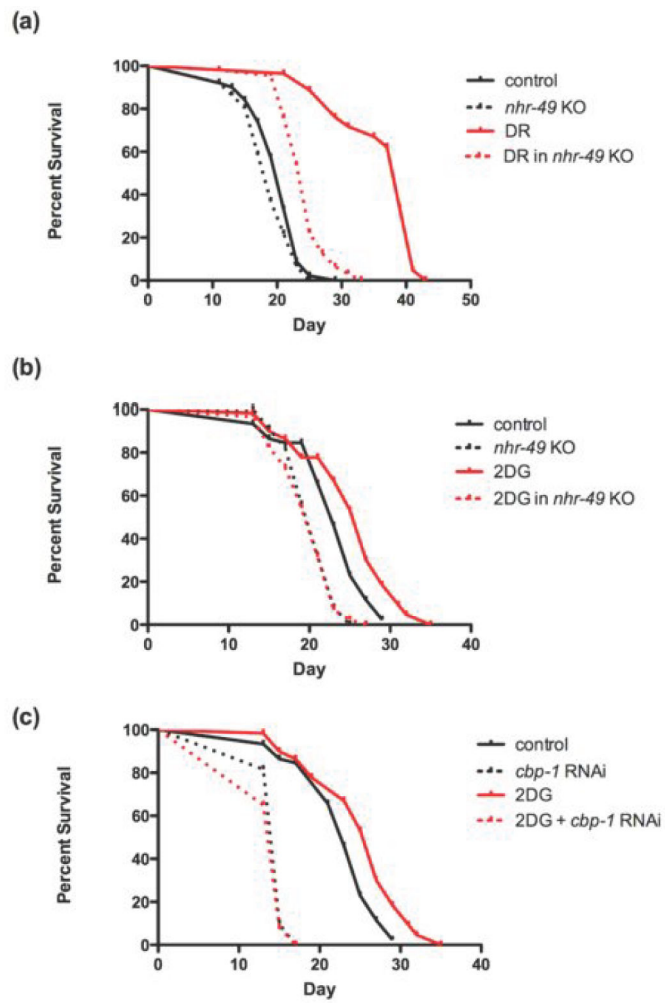 (a)
100
80
60
40
20
0
Percent Survival
0 10 20 30 40 50
Day
control
nhr-49 KO
DR
DR in nhr-49 KO
(b)
100
80
60
40
20
0
Percent Survival
0 10 20 30 40
Day
control
nhr-49 KO
2DG
2DG in nhr-49 KO
(c)
100
80
60
40
20
0
Percent Survival
0 10 20 30 40
Day
control
cbp-1 RNAi
2DG
2DG + cbp-1 RNAi